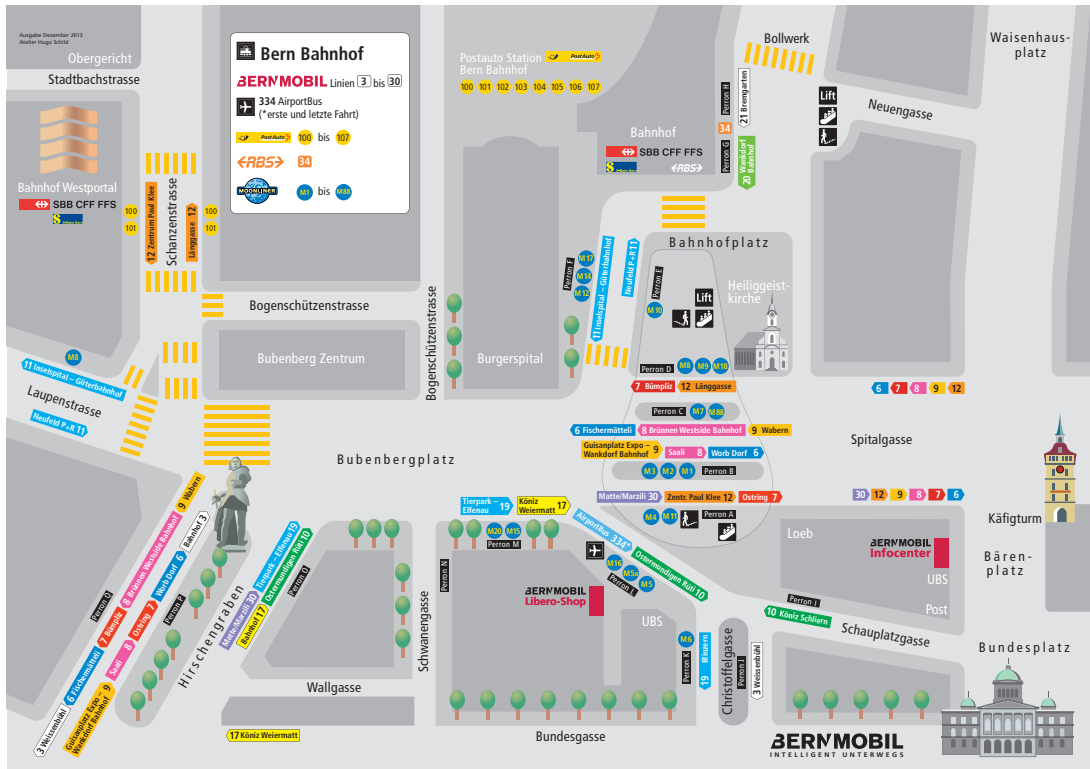 Ausgabe Dezember 2013
Atelier Hugo Schild
Obergericht
Stadtbachstrasse
Bern Bahnhof
BERNMOBIL Linien 3 bis 30
334 AirportBus
(*erste und letzte Fahrt)
PostAuto 100 bis 107
RBS 34
MOONLINER M1 bis M88
Postauto Station PostAuto
Bern Bahnhof
100 101 102 103 104 105 106 107
Bollwerk
Waisenhaus-
platz
Neuengasse
Lift
Perron H
21 Bremgarten
34
Perron G
20 Wankdorf
Bahnhof
Bahnhof
SBB CFF FFS
RBS
Bahnhof Westportal
SBB CFF FFS
100
101
12 Zentrum Paul Klee
Schanzenstrasse
Länggasse 12
100
101
Bogenschützenstrasse
Bubenberg Zentrum
Bogenschützenstrasse
Burgerspital
Perron F
M17
M14
M12
11 Insel­spital – Güterbahnhof
Neufeld P+R 11
Bahnhofplatz
Perron E
M10
Lift
Heiliggeist-
kirche
Perron D M8 M9 M18
7 Bümpliz 12 Länggasse
Perron C M7 M88
6 Fischermätteli 8 Brünnen Westside Bahnhof 9 Wabern
Guisanplatz Expo –
Wankdorf Bahnhof 9 Saali 8 Worb Dorf 6
M3 M2 M1 Perron B
Matte/Marzili 30 Zentr. Paul Klee 12 Ostring 7
M4 M11 Perron A
6 7 8 9 12
Spitalgasse
30 12 9 8 7 6
Käfigturm
Bären-
platz
M8
11 Inselspital – Güterbahnhof
Laupenstrasse
Neufeld P+R 11
Bubenbergplatz
Tierpark –
Elfenau 19
Köniz
Weiermatt 17
M20 M15
Perron M
AirportBus 334*
Ostermundigen Rüti 10
M16
M5a
M5
Perron L
Perron N
BERNMOBIL
Libero-Shop
UBS
Loeb
BERNMOBIL
Infocenter
UBS
Post
Perron I
10 Köniz Schliern
Schauplatzgasse
Bundesplatz
Perron Q
3 Weissenbühl
6 Fischermätteli
7 Bümpliz
8 Brünnen Westside Bahnhof
9 Wabern
Guisanplatz Expo –
Wankdorf Bahnhof 9
Saali 8
Ostring 7
Worb Dorf 6
Bahnhof 3
Perron P
Hirschengraben
Matte/Marzili 30
Tierpark – Elfenau 19
Bahnhof 17
Ostermundigen Rüti 10
Perron O
Schwanengasse
Wallgasse
17 Köniz Weiermatt
Bundesgasse
M6
Perron K
19 Blinzern
Christoffelgasse
Perron J
3 Weissenbühl
BERNMOBIL
INTELLIGENT UNTERWEGS